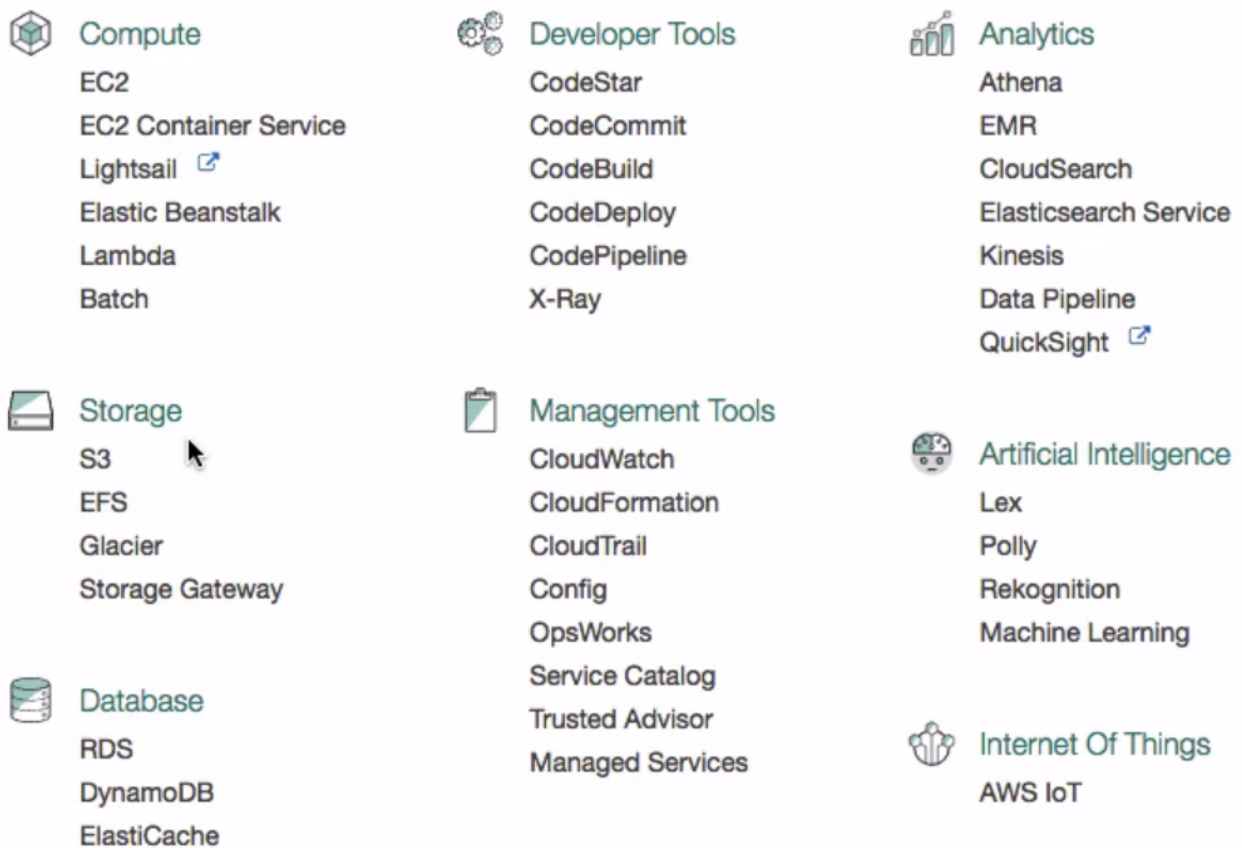 Compute
EC2
EC2 Container Service
Lightsail
Elastic Beanstalk
Lambda
Batch
Storage
S3
EFS
Glacier
Storage Gateway
Database
RDS
DynamoDB
ElastiCache
Developer Tools
CodeStar
CodeCommit
CodeBuild
CodeDeploy
CodePipeline
X-Ray
Management Tools
CloudWatch
CloudFormation
CloudTrail
Config
OpsWorks
Service Catalog
Trusted Advisor
Managed Services
Analytics
Athena
EMR
CloudSearch
Elasticsearch Service
Kinesis
Data Pipeline
QuickSight
Artificial Intelligence
Lex
Polly
Rekognition
Machine Learning
Internet Of Things
AWS IoT